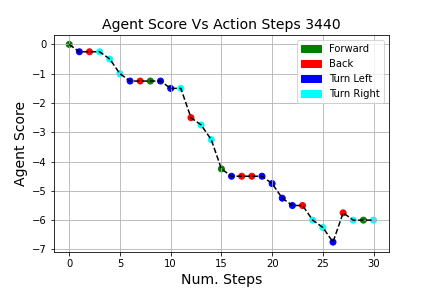 Agent Score Vs Action Steps 3440
Agent Score
0
−1
−2
−3
−4
−5
−6
−7
Forward
Back
Turn Left
Turn Right
0 5 10 15 20 25 30
Num. Steps